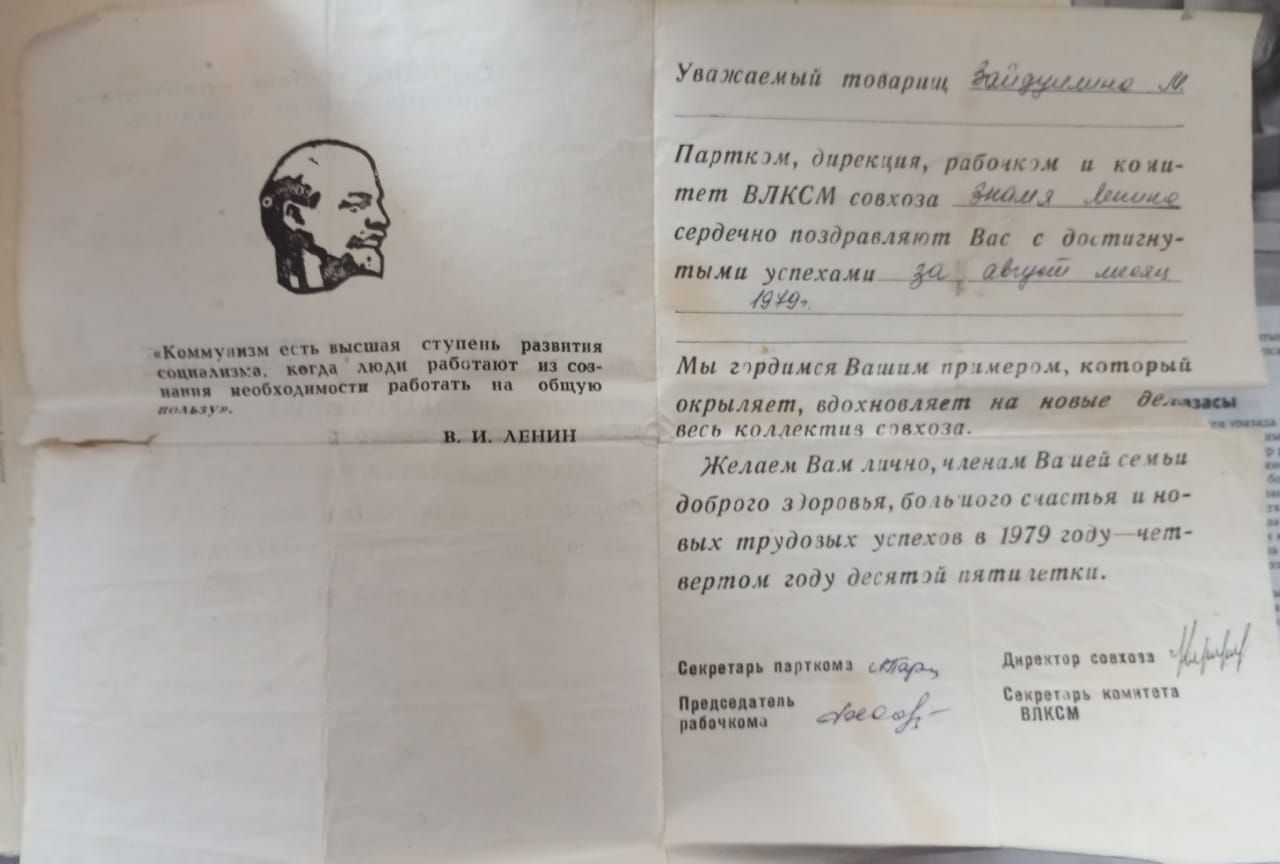 «Коммунизм есть высшая ступень развития
социализма, когда люди работают из соз-
нания необходимости работать на общую
пользу».
В. И. ЛЕНИН
Уважаемый товарищ Зайдуллина М.
Партком, дирекция, рабочком и коми-
тет ВЛКСМ совхоза Знамя Ленина
сердечно поздравляют Вас с достигну-
тыми успехами за август месяц
1979г.
Мы гордимся Вашим примером, который
окрыляет, вдохновляет на новые дела
весь коллектив совхоза.
Желаем Вам лично, членам Вашей семьи
доброго здоровья, большого счастья и но-
вых трудовых успехов в 1979 году—чет-
вертом году десятой пятилетки.
Секретарь парткома
Директор совхоза
Председатель
рабочкома
Секретарь комитета
ВЛКСМ